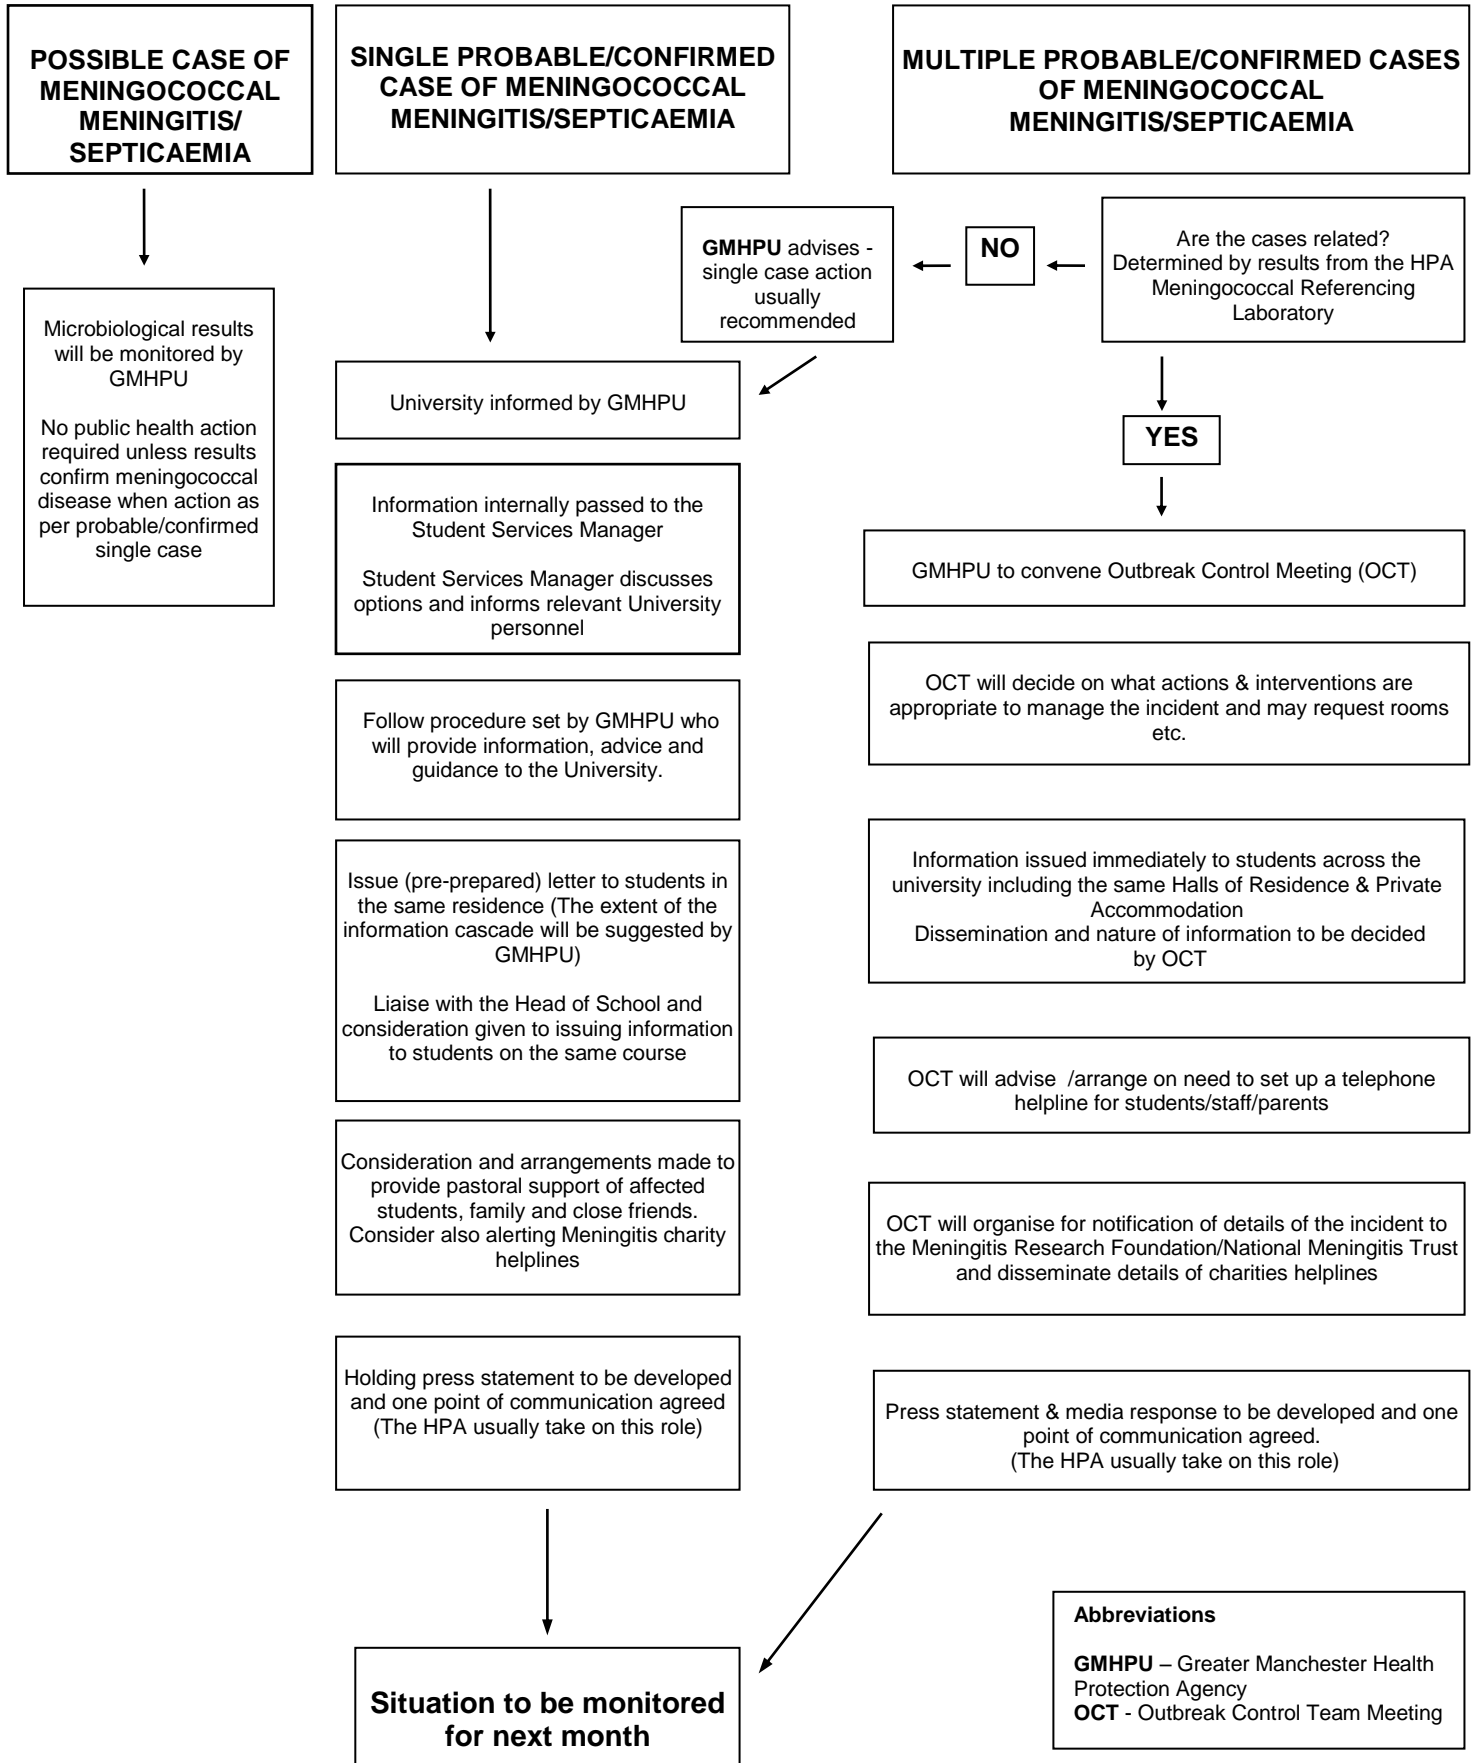 POSSIBLE CASE OF
MENINGOCOCCAL
MENINGITIS/
SEPTICAEMIA
Microbiological results
will be monitored by
GMHPU
No public health action
required unless results
confirm meningococcal
disease when action as
per probable/confirmed
single case
SINGLE PROBABLE/CONFIRMED
CASE OF MENINGOCOCCAL
MENINGITIS/SEPTICAEMIA
University informed by GMHPU
Information internally passed to the
Student Services Manager
Student Services Manager discusses
options and informs relevant University
personnel
Follow procedure set by GMHPU who
will provide information, advice and
guidance to the University.
Issue (pre-prepared) letter to students in
the same residence (The extent of the
information cascade will be suggested by
GMHPU)
Liaise with the Head of School and
consideration given to issuing information
to students on the same course
Consideration and arrangements made to
provide pastoral support of affected
students, family and close friends.
Consider also alerting Meningitis charity
helplines
Holding press statement to be developed
and one point of communication agreed
(The HPA usually take on this role)
MULTIPLE PROBABLE/CONFIRMED CASES
OF MENINGOCOCCAL
MENINGITIS/SEPTICAEMIA
Are the cases related?
Determined by results from the HPA
Meningococcal Referencing
Laboratory
NO
GMHPU advises -
single case action
usually
recommended
YES
GMHPU to convene Outbreak Control Meeting (OCT)
OCT will decide on what actions & interventions are
appropriate to manage the incident and may request rooms
etc.
Information issued immediately to students across the
university including the same Halls of Residence & Private
Accommodation
Dissemination and nature of information to be decided
by OCT
OCT will advise /arrange on need to set up a telephone
helpline for students/staff/parents
OCT will organise for notification of details of the incident to
the Meningitis Research Foundation/National Meningitis Trust
and disseminate details of charities helplines
Press statement & media response to be developed and one
point of communication agreed.
(The HPA usually take on this role)
Situation to be monitored
for next month
Abbreviations
GMHPU – Greater Manchester Health
Protection Agency
OCT - Outbreak Control Team Meeting